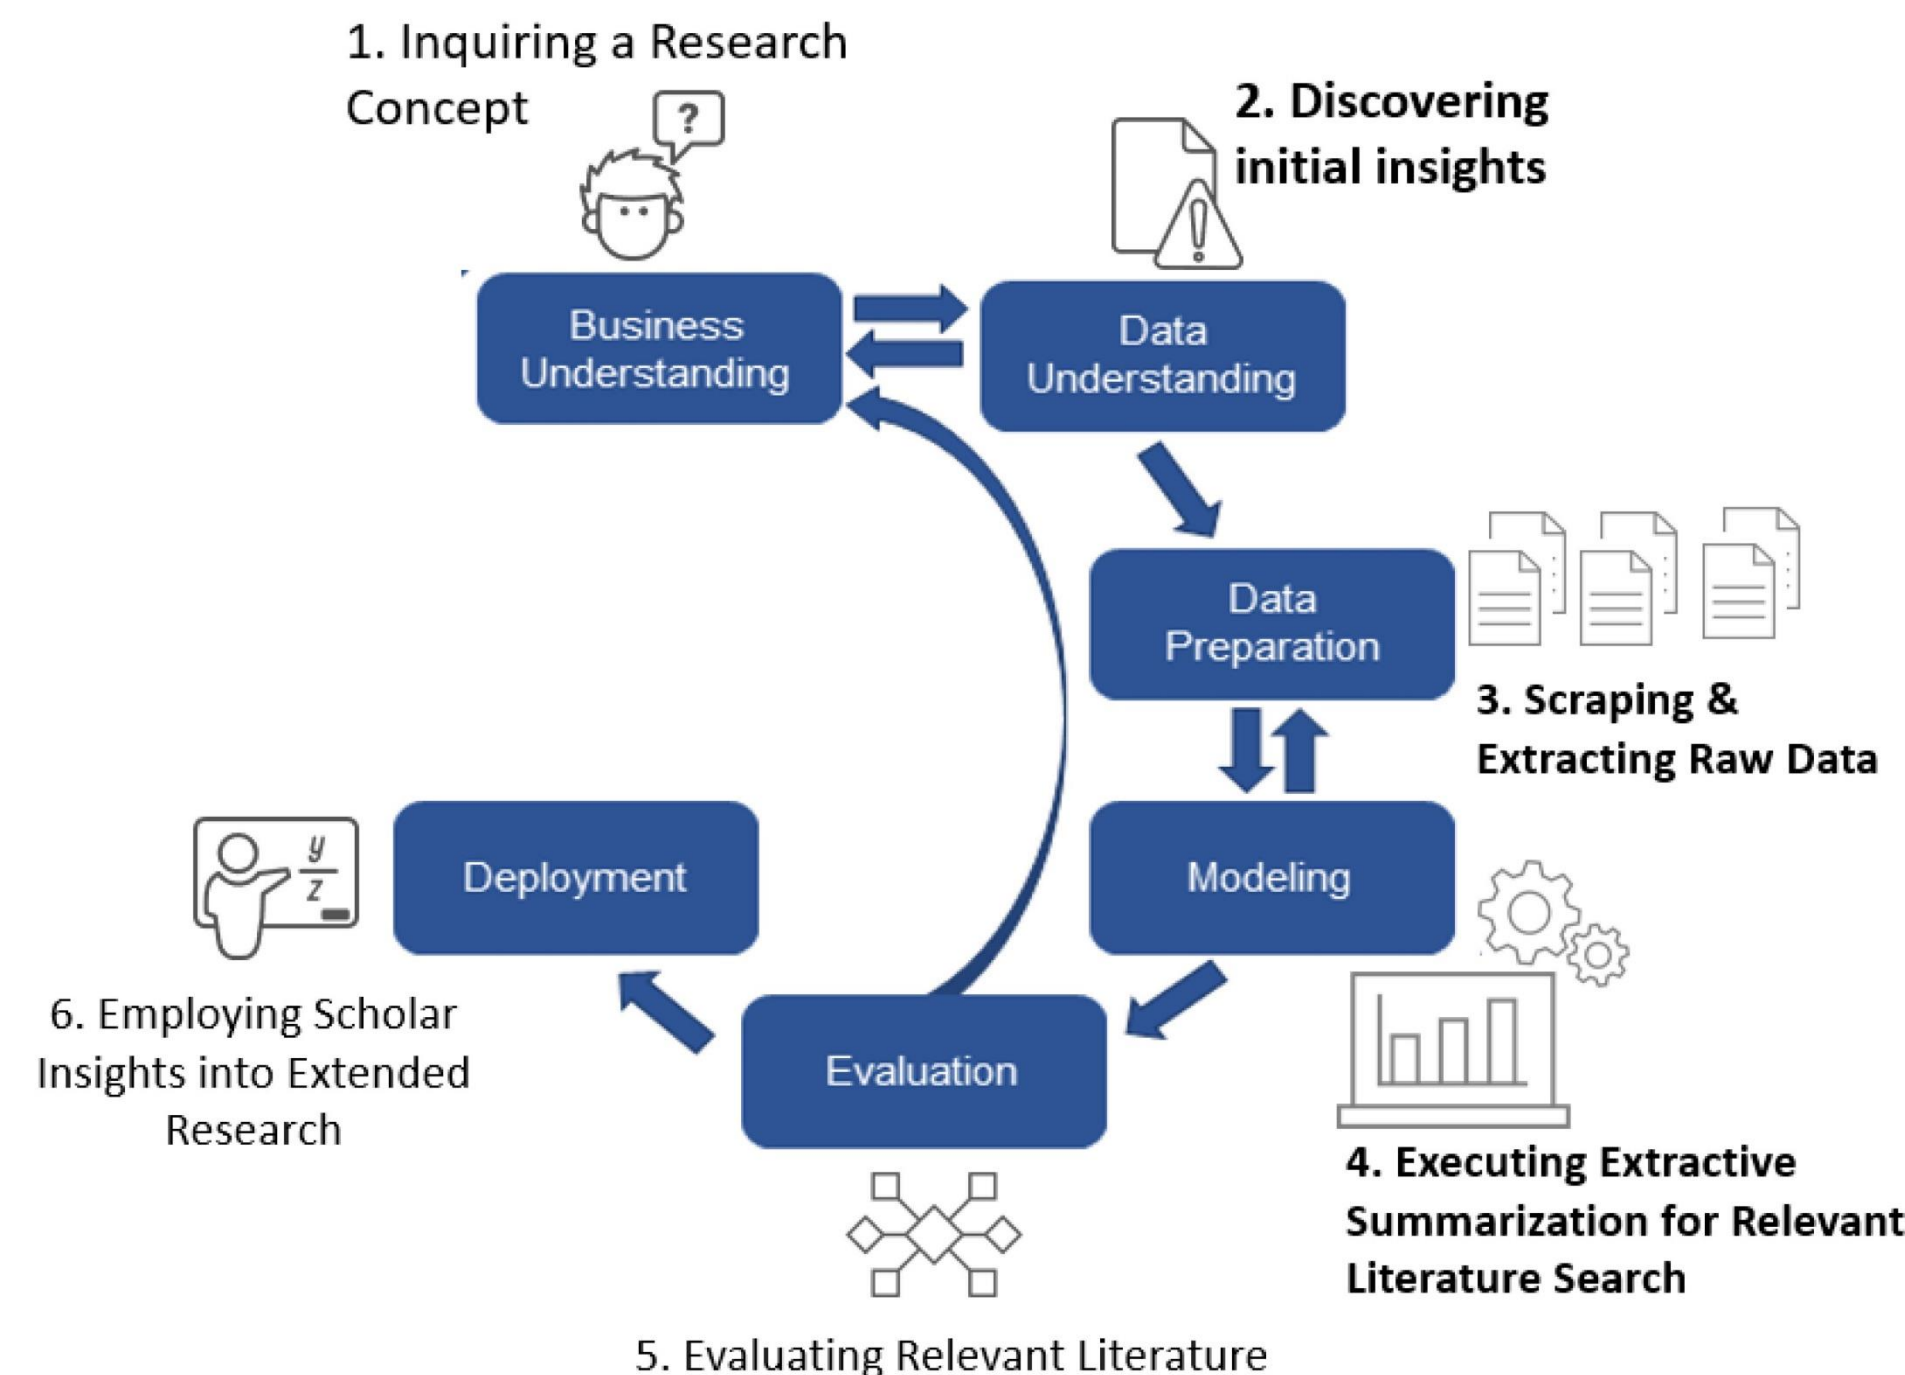 1. Inquiring a Research
Concept
?
2. Discovering
initial insights
Business
Understanding
Data
Understanding
Data
Preparation
3. Scraping &
Extracting Raw Data
Modeling
4. Executing Extractive
Summarization for Relevant
Literature Search
Evaluation
5. Evaluating Relevant Literature
Deployment
y
z
6. Employing Scholar
Insights into Extended
Research